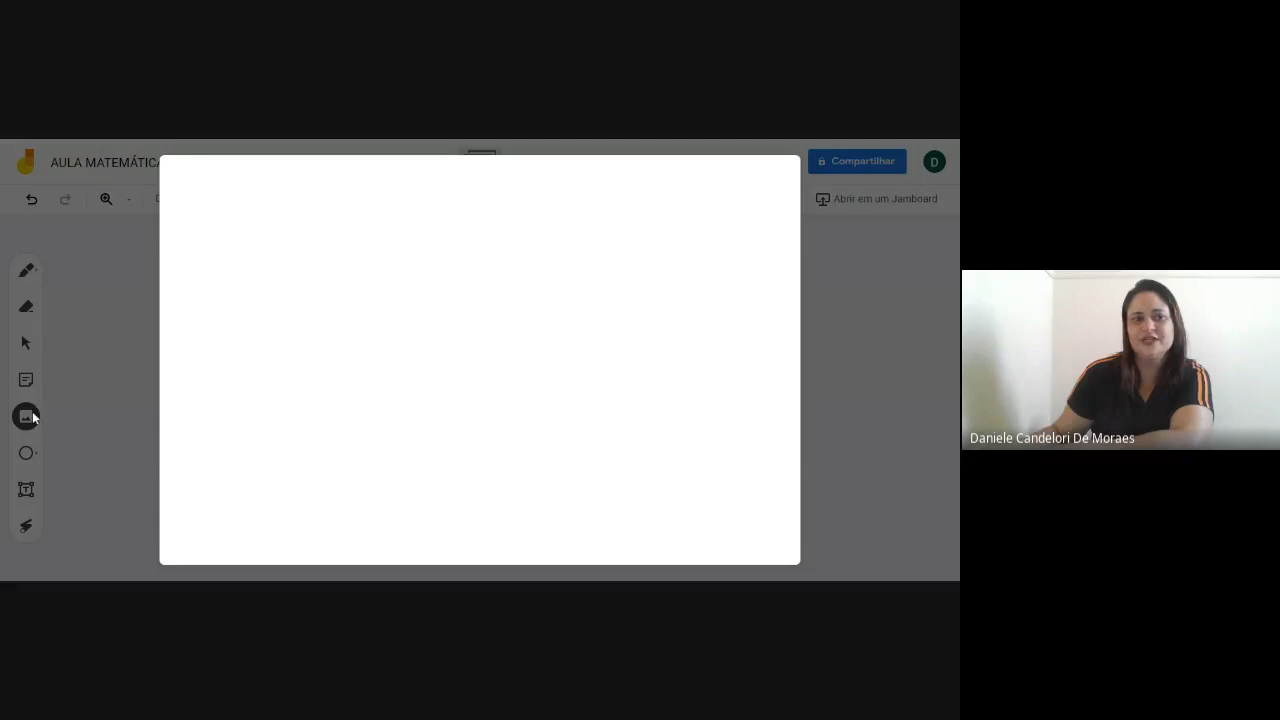 AULA MATEMÁTICA
Compartilhar
D
Abrir em um Jamboard
T
Daniele Candelori De Moraes